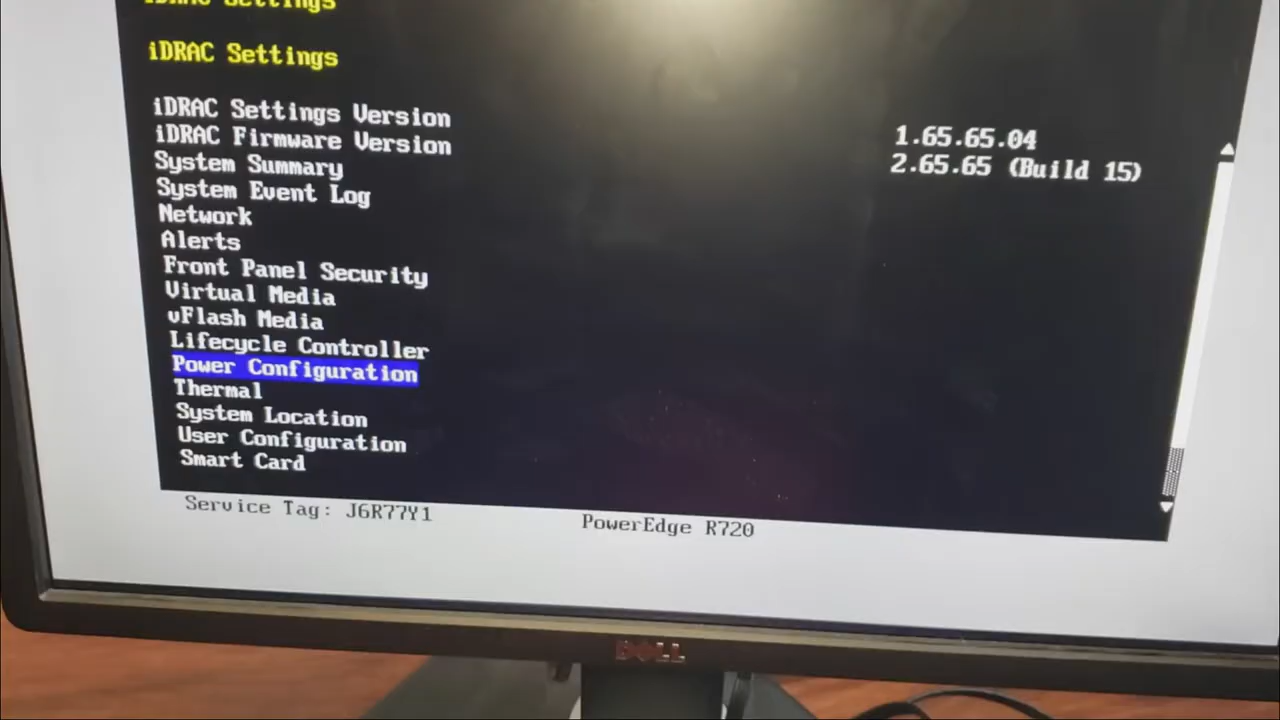 iDRAC Settings
iDRAC Settings
iDRAC Settings Version 1.65.65.04
iDRAC Firmware Version 2.65.65 (Build 15)
System Summary
System Event Log
Network
Alerts
Front Panel Security
Virtual Media
vFlash Media
Lifecycle Controller
Power Configuration
Thermal
System Location
User Configuration
Smart Card
Service Tag: J6R77Y1 PowerEdge R720
DELL